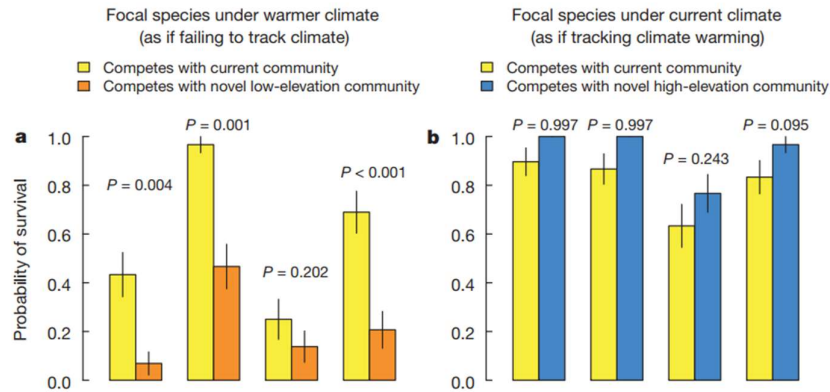 Focal species under warmer climate
(as if failing to track climate)
Competes with current community
Competes with novel low-elevation community
Focal species under current climate
(as if tracking climate warming)
Competes with current community
Competes with novel high-elevation community
a
Probability of survival
1.0
0.8
0.6
0.4
0.2
0.0
P = 0.004
P = 0.001
P = 0.202
P < 0.001
b
1.0
0.8
0.6
0.4
0.2
0.0
P = 0.997
P = 0.997
P = 0.243
P = 0.095